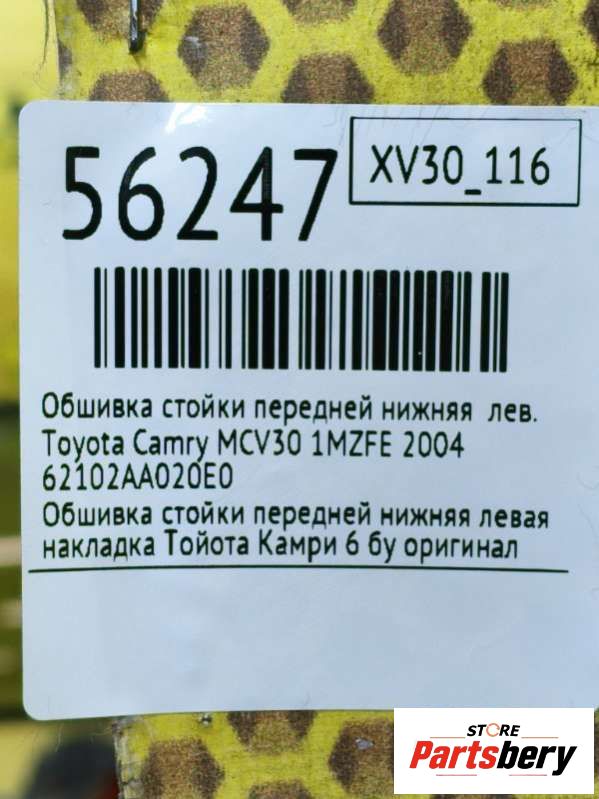 56247
XV30_116
Обшивка стойки передней нижняя лев.
Toyota Camry MCV30 1MZFE 2004
62102AA020E0
Обшивка стойки передней нижняя левая
накладка Тойота Камри 6 бу оригинал
STORE
Partsbery